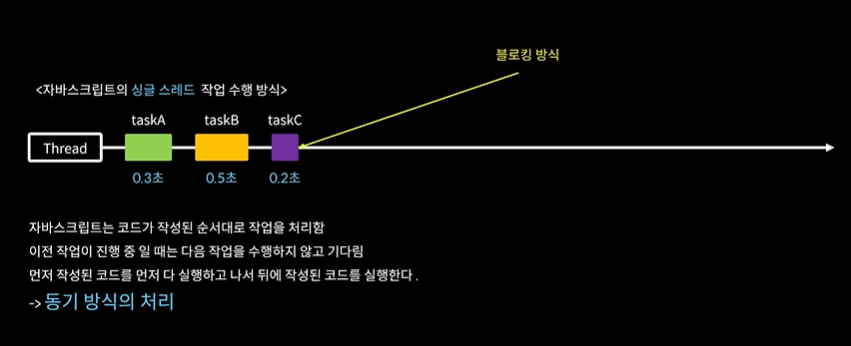 블로킹 방식
<자바스크립트의 싱글 스레드 작업 수행 방식>
taskA taskB taskC
Thread
0.3초 0.5초 0.2초
자바스크립트는 코드가 작성된 순서대로 작업을 처리함
이전 작업이 진행 중 일 때는 다음 작업을 수행하지 않고 기다림
먼저 작성된 코드를 먼저 다 실행하고 나서 뒤에 작성된 코드를 실행한다 .
-> 동기 방식의 처리